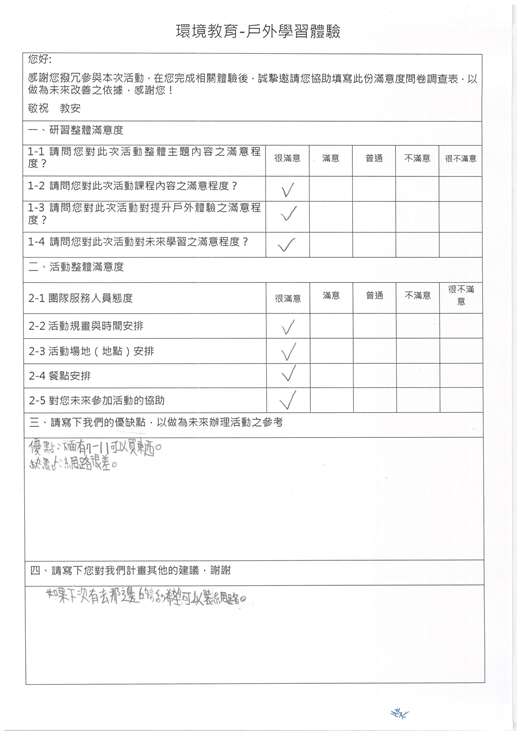 環境教育-戶外學習體驗
您好:
感謝您撥冗參與本次活動，在您完成相關體驗後，誠摯邀請您協助填寫此份滿意度問卷調查表，以
做為未來改善之依據，感謝您！
敬祝　教安
一、研習整體滿意度
1-1 請問您對此次活動整體主題內容之滿意程
度？
很滿意 滿意 普通 不滿意 很不滿意
1-2 請問您對此次活動課程內容之滿意程度？
1-3 請問您對此次活動對提升戶外體驗之滿意程
度？
1-4 請問您對此次活動對未來學習之滿意程度？
二、活動整體滿意度
2-1 團隊服務人員態度
很滿意 滿意 普通 不滿意 很不滿
意
2-2 活動規畫與時間安排
2-3 活動場地（地點）安排
2-4 餐點安排
2-5 對您未來參加活動的協助
三、請寫下我們的優缺點，以做為未來辦理活動之參考
優點：下面有7-11可以買東西。
缺點：網路很差。
四、請寫下您對我們計畫其他的建議，謝謝
如果下次有去那邊的話 可以裝網路。